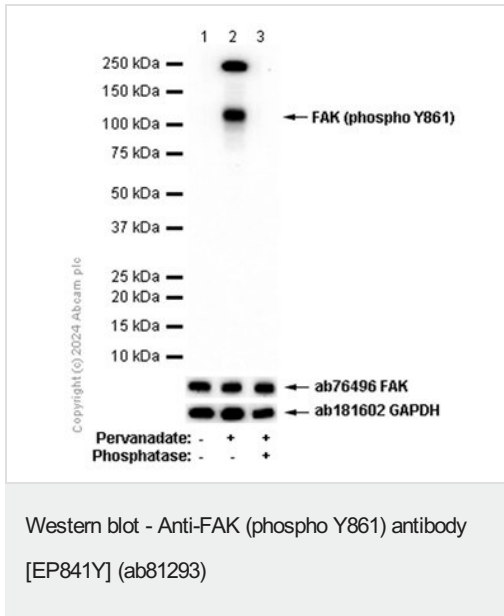 1 2 3
250 kDa
150 kDa
100 kDa
FAK (phospho Y861)
75 kDa
50 kDa
37 kDa
25 kDa
20 kDa
15 kDa
10 kDa
Copyright (c) 2024 Abcam plc
ab76496 FAK
ab181602 GAPDH
Pervanadate: - + +
Phosphatase: - - +
Western blot - Anti-FAK (phospho Y861) antibody
[EP841Y] (ab81293)